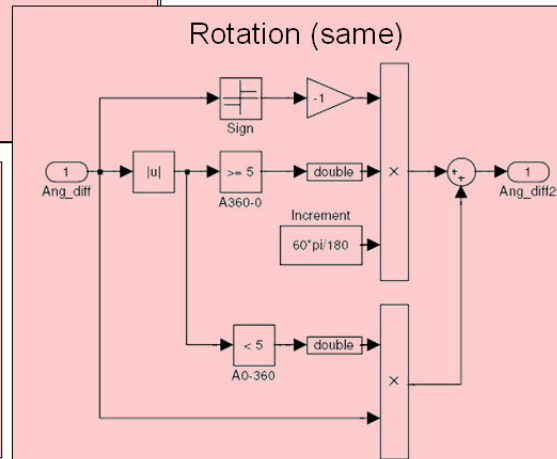 Rotation (same)
-1
Sign
1
|u|
>= 5
double
×
+
+
1
Ang_diff
A360-0
Ang_diff2
Increment
60*pi/180
< 5
double
×
A0-360